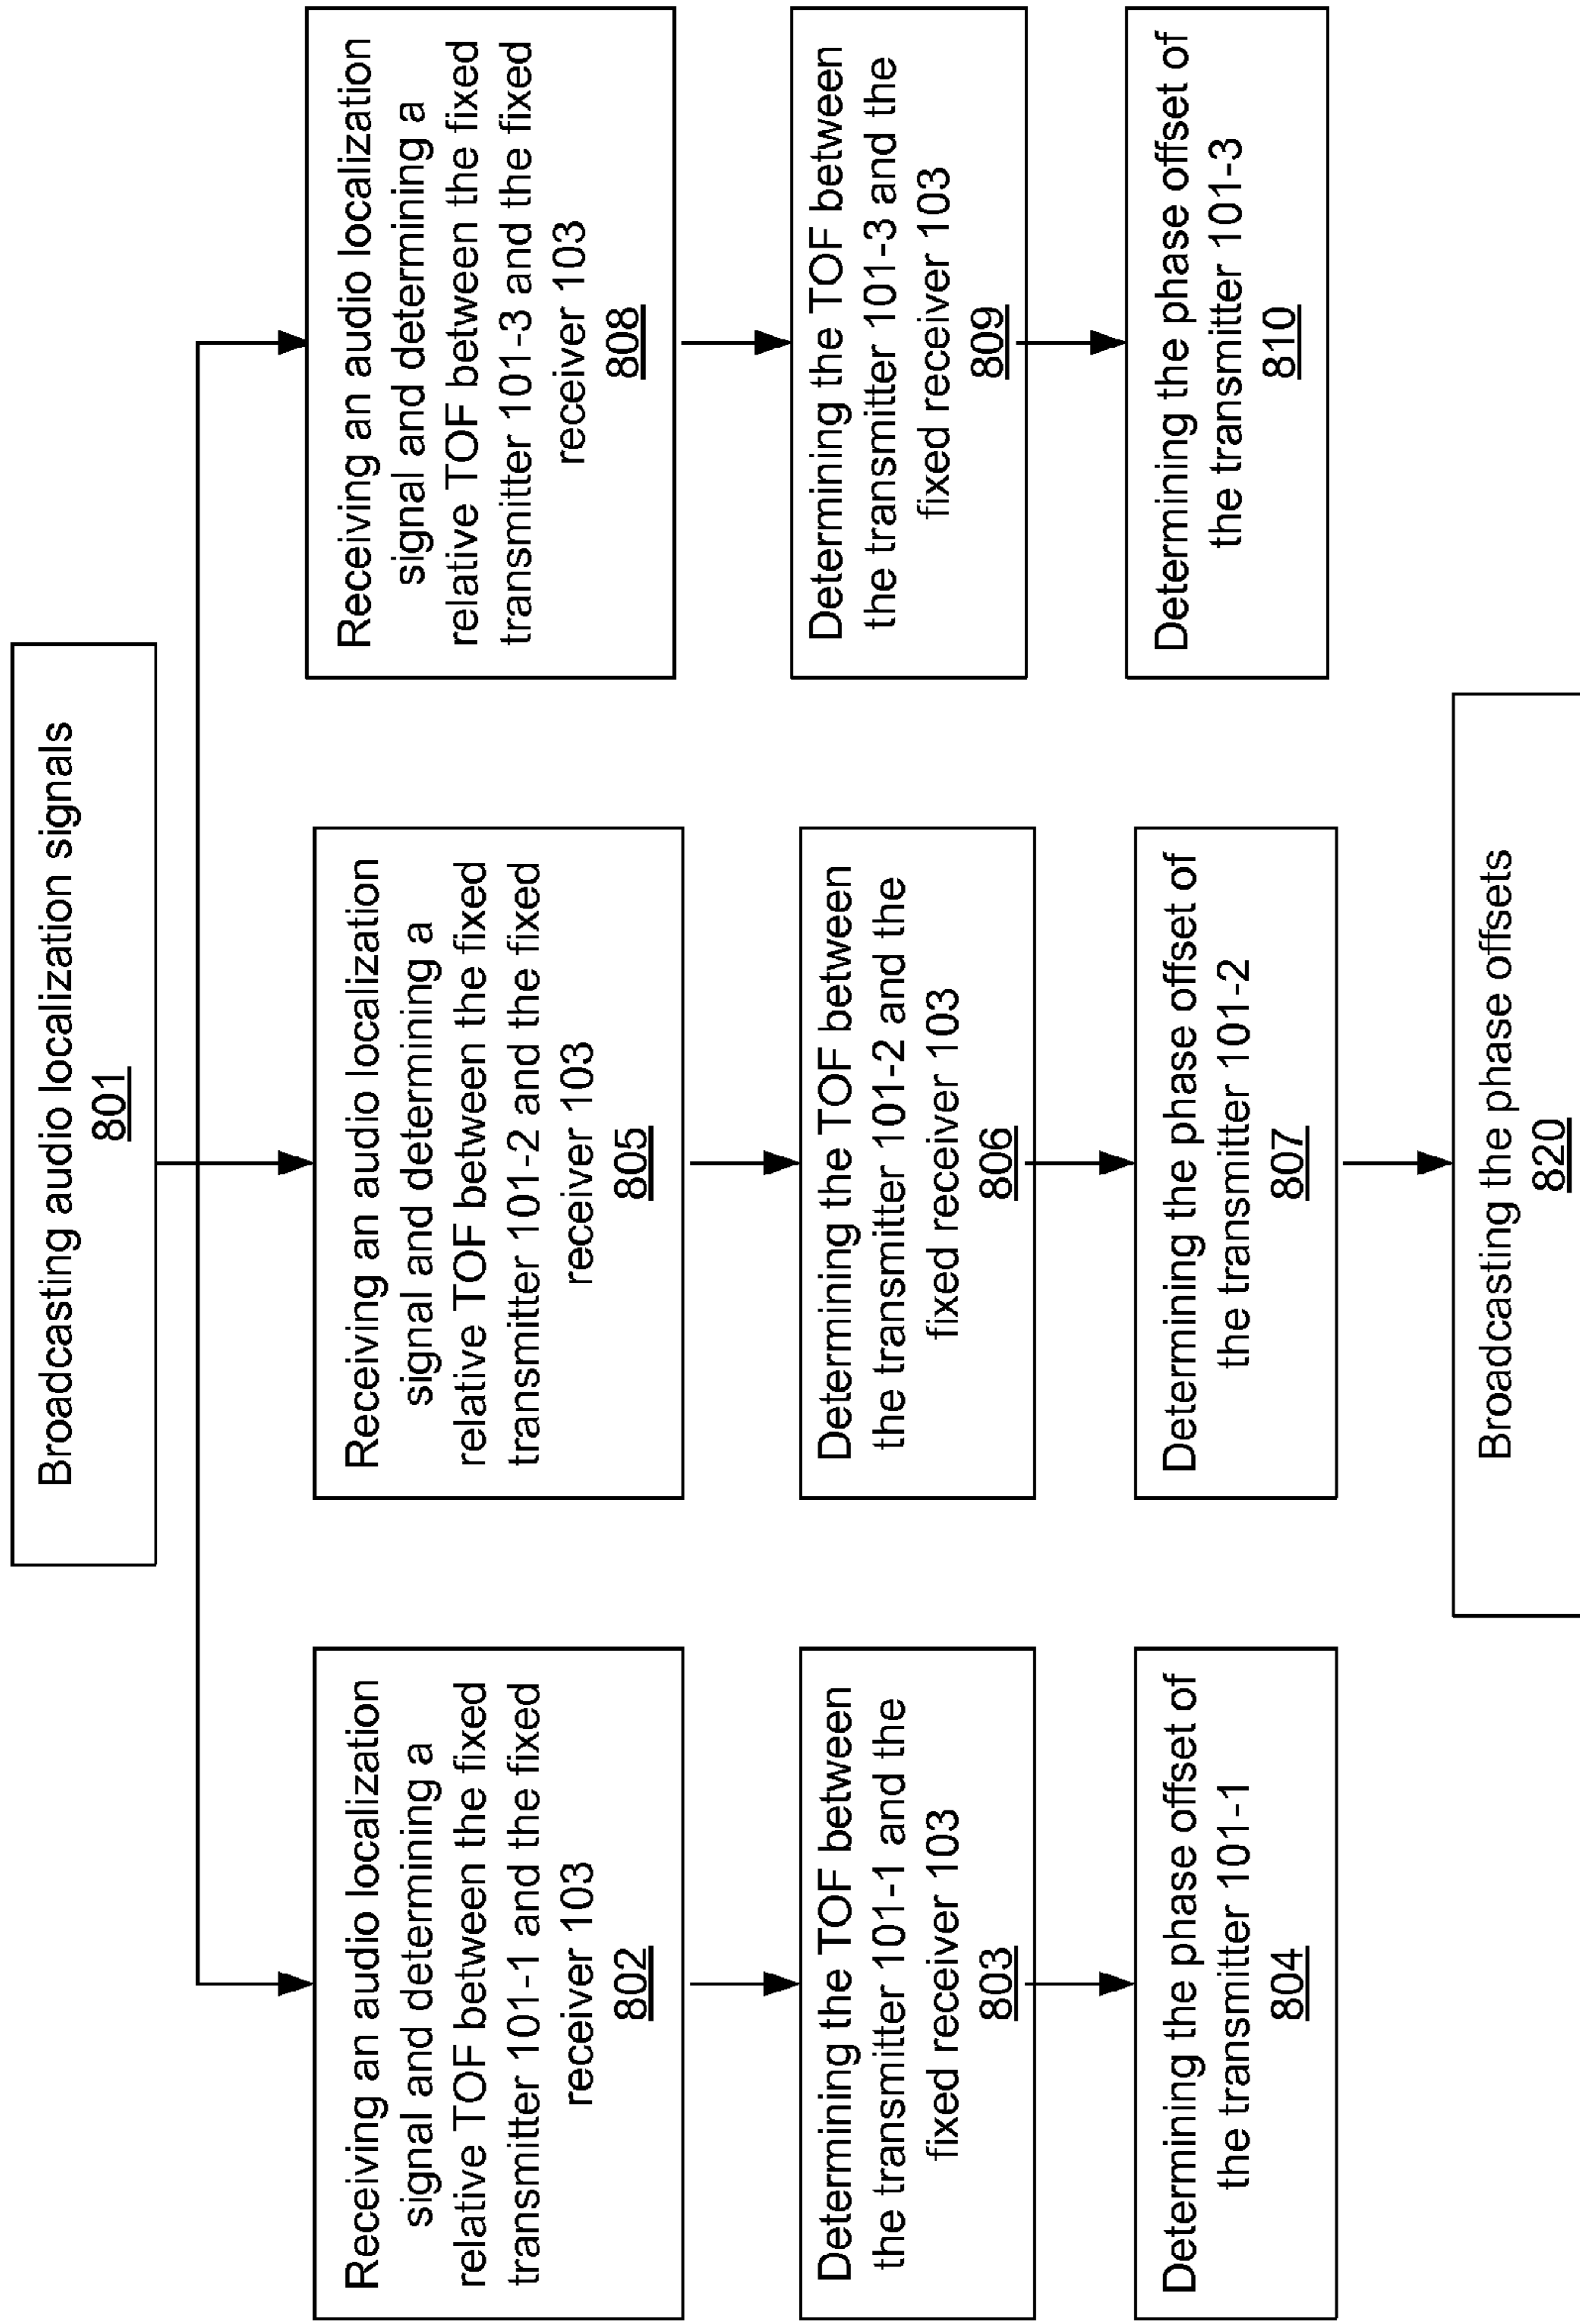 Broadcasting audio localization signals
801
Receiving an audio localization
signal and determining a
relative TOF between the fixed
transmitter 101-1 and the fixed
receiver 103
802
Determining the TOF between
the transmitter 101-1 and the
fixed receiver 103
803
Determining the phase offset of
the transmitter 101-1
804
Receiving an audio localization
signal and determining a
relative TOF between the fixed
transmitter 101-2 and the fixed
receiver 103
805
Determining the TOF between
the transmitter 101-2 and the
fixed receiver 103
806
Determining the phase offset of
the transmitter 101-2
807
Receiving an audio localization
signal and determining a
relative TOF between the fixed
transmitter 101-3 and the fixed
receiver 103
808
Determining the TOF between
the transmitter 101-3 and the
fixed receiver 103
809
Determining the phase offset of
the transmitter 101-3
810
Broadcasting the phase offsets
820